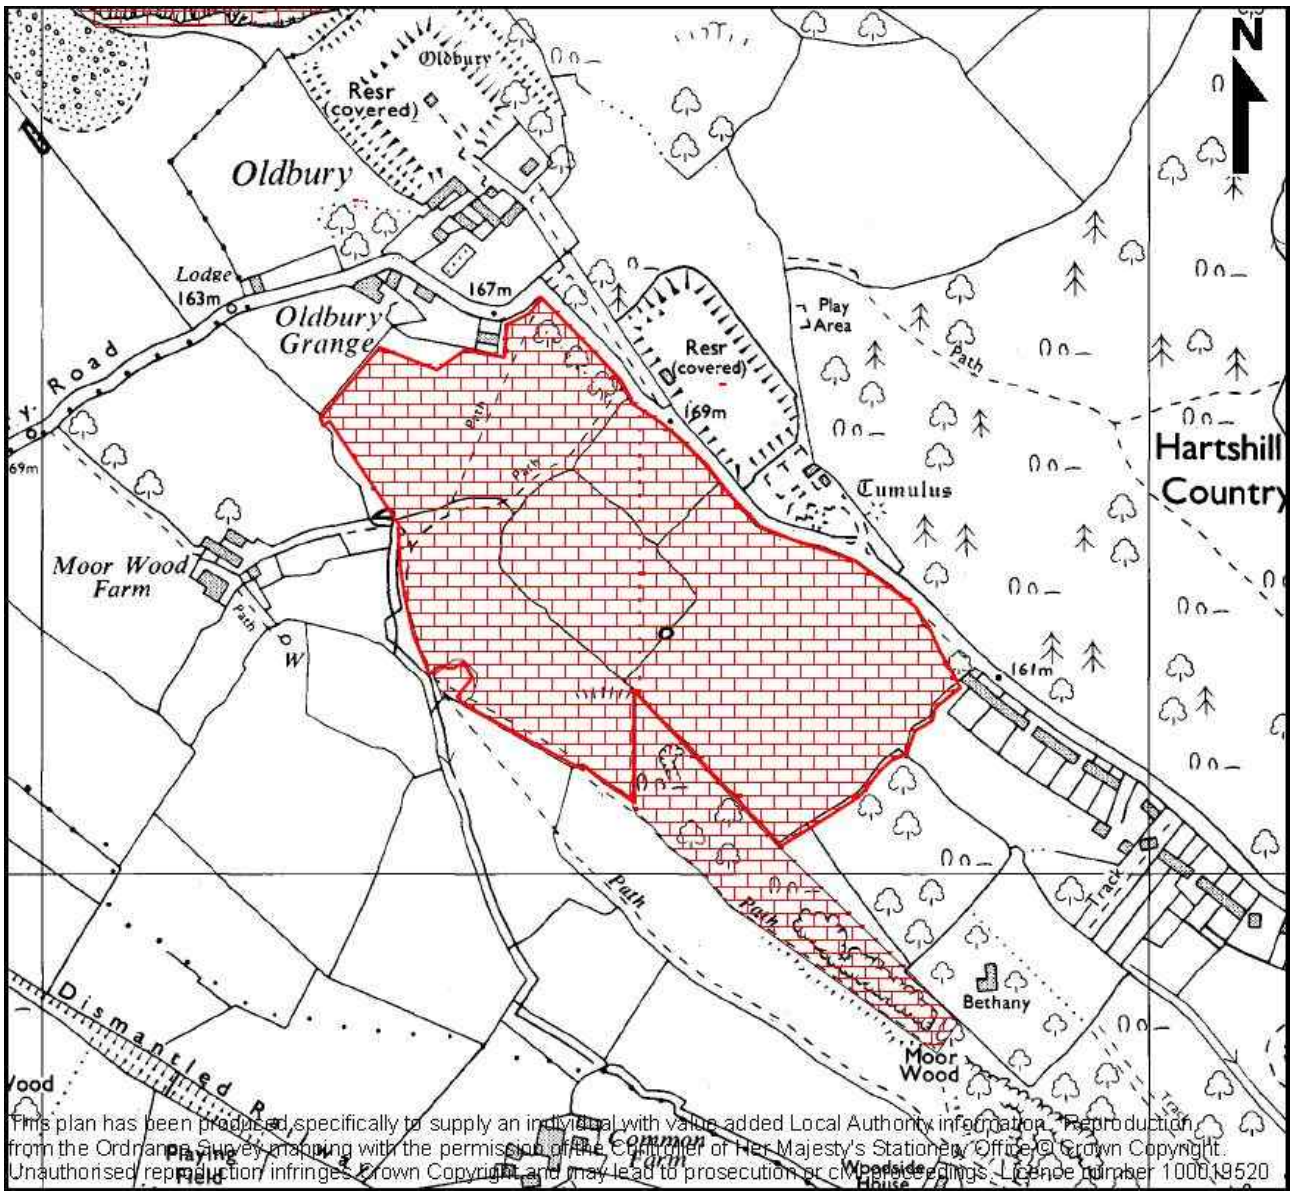 N
Oldbury
Resr
(covered)
Oldbury
Lodge
163m
167m
Oldbury
Grange
Play
Area
Path
Resr
(covered)
169m
Road
Path
Path
69m
Hartshill
Country
Tumulus
Moor Wood
Farm
Path
W
161m
Track
Path
Path
Bethany
Moor
Wood
Dismantled
Track
Common
Farm
Playing
Field
Woodside
House
This plan has been produced specifically to supply an individual with value added Local Authority information. Reproduction
from the Ordnance Survey mapping with the permission of the Controller of Her Majesty's Stationery Office © Crown Copyright.
Unauthorised reproduction infringes Crown Copyright and may lead to prosecution or civil proceedings. Licence number 100019520